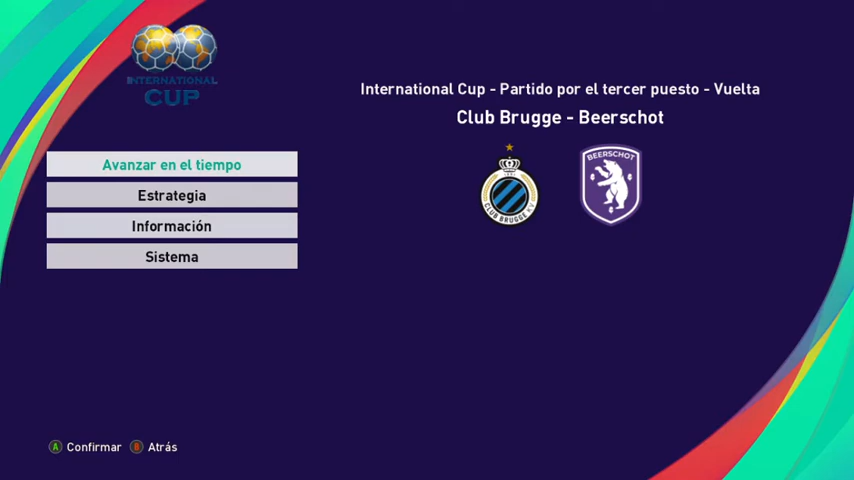 INTERNATIONAL
CUP
International Cup - Partido por el tercer puesto - Vuelta
Club Brugge - Beerschot
BEERSCHOT
CLUB BRUGGE K.V.
Avanzar en el tiempo
Estrategia
Información
Sistema
A Confirmar B Atrás